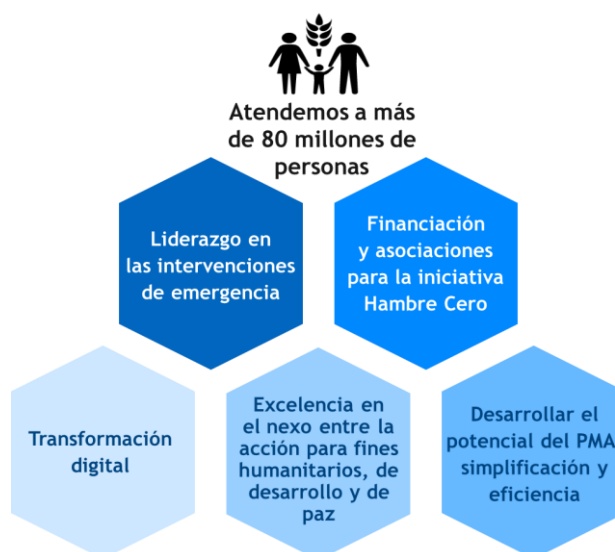 Atendemos a más
de 80 millones de
personas
Liderazgo en
las intervenciones
de emergencia
Financiación
y asociaciones
para la iniciativa
Hambre Cero
Transformación
digital
Excelencia en
el nexo entre la
acción para fines
humanitarios, de
desarrollo y de
paz
Desarrollar el
potencial del PMA
simplificación y
eficiencia